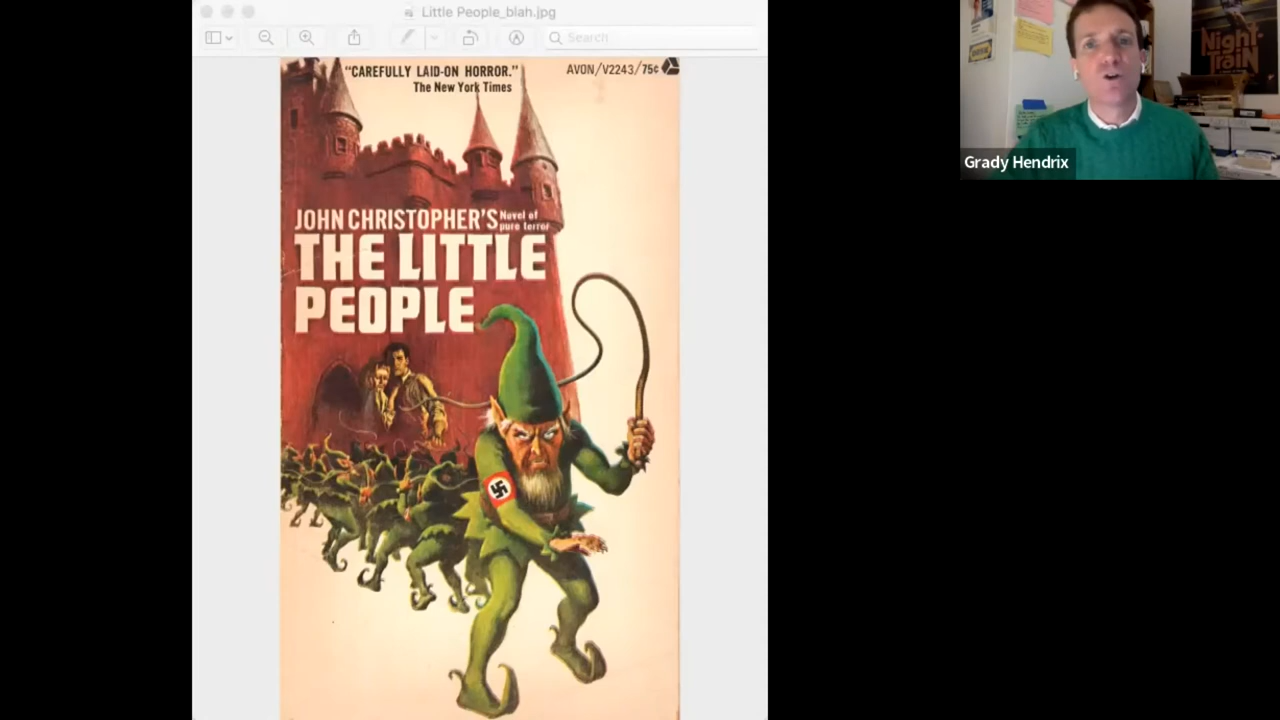 Little People_blah.jpg
Search
"CAREFULLY LAID-ON HORROR."
The New York Times
AVON/V2243/75¢
JOHN CHRISTOPHER'S Novel of
pure terror
THE LITTLE
PEOPLE
Night-
TraiN
Grady Hendrix